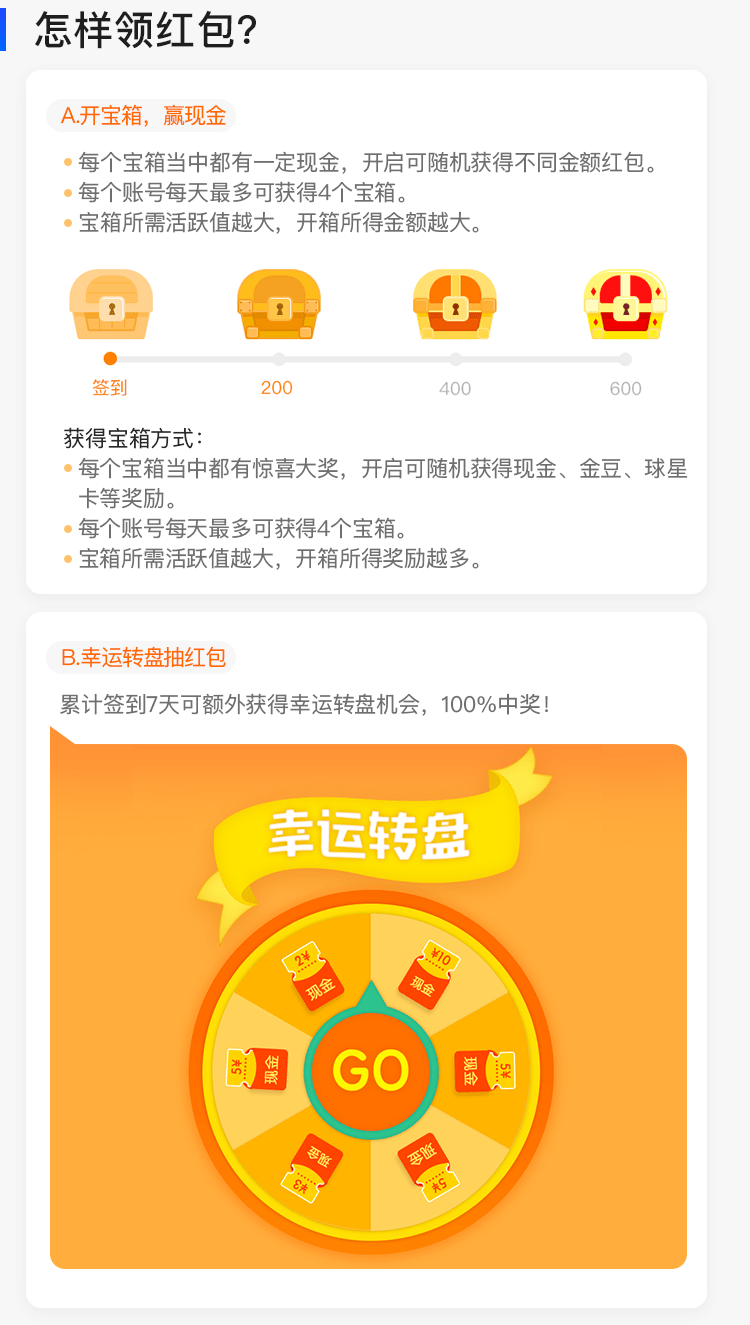 怎样领红包?
A.开宝箱，赢现金
每个宝箱当中都有一定现金，开启可随机获得不同金额红包。
每个账号每天最多可获得4个宝箱。
宝箱所需活跃值越大，开箱所得金额越大。
签到 200 400 600
获得宝箱方式：
每个宝箱当中都有惊喜大奖，开启可随机获得现金、金豆、球星
卡等奖励。
每个账号每天最多可获得4个宝箱。
宝箱所需活跃值越大，开箱所得奖励越多。
B.幸运转盘抽红包
累计签到7天可额外获得幸运转盘机会，100%中奖！
幸运转盘
2¥
现金
¥10
现金
5¥
现金
GO
现金
5¥
现金
¥3
现金
5¥